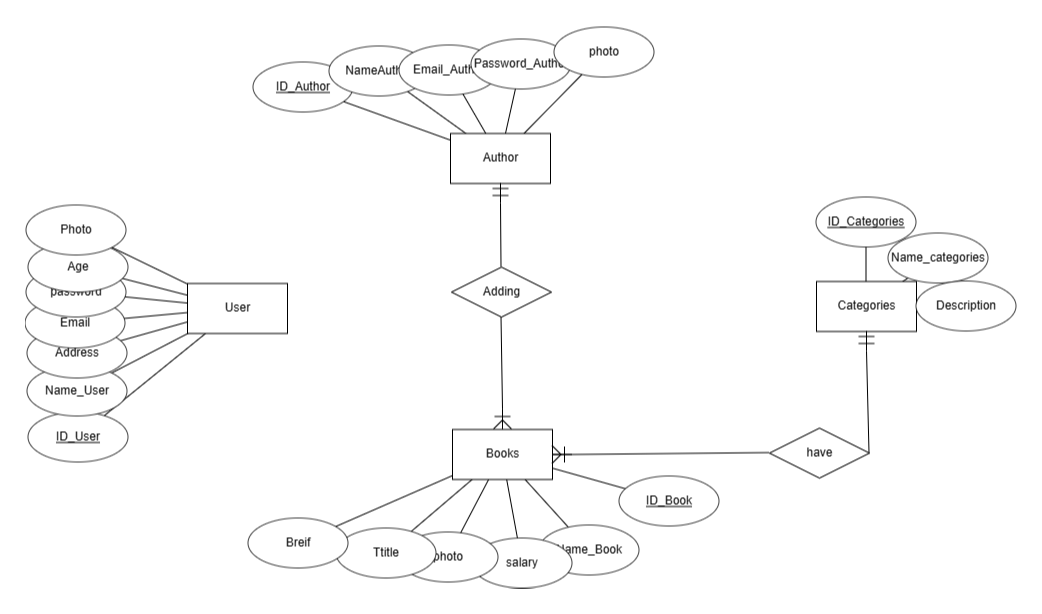 photo
Password_Autho
Email_Auth
NameAuth
ID_Author
Author
ID_Categories
Photo
Name_categories
Age
password
Adding
User
Categories
Description
Email
Address
Name_User
ID_User
Books
have
ID_Book
Breif
Ttitle
photo
salary
Name_Book